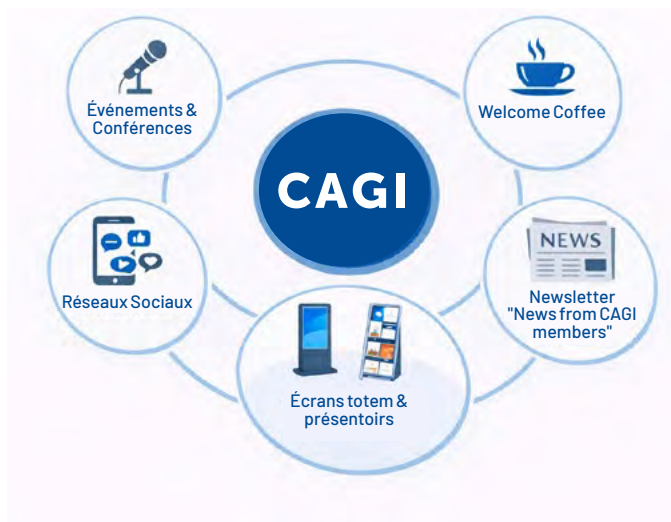 Événements &
Conférences
Welcome Coffee
CAGI
Réseaux Sociaux
NEWS
Newsletter
"News from CAGI
members"
Écrans totem &
présentoirs